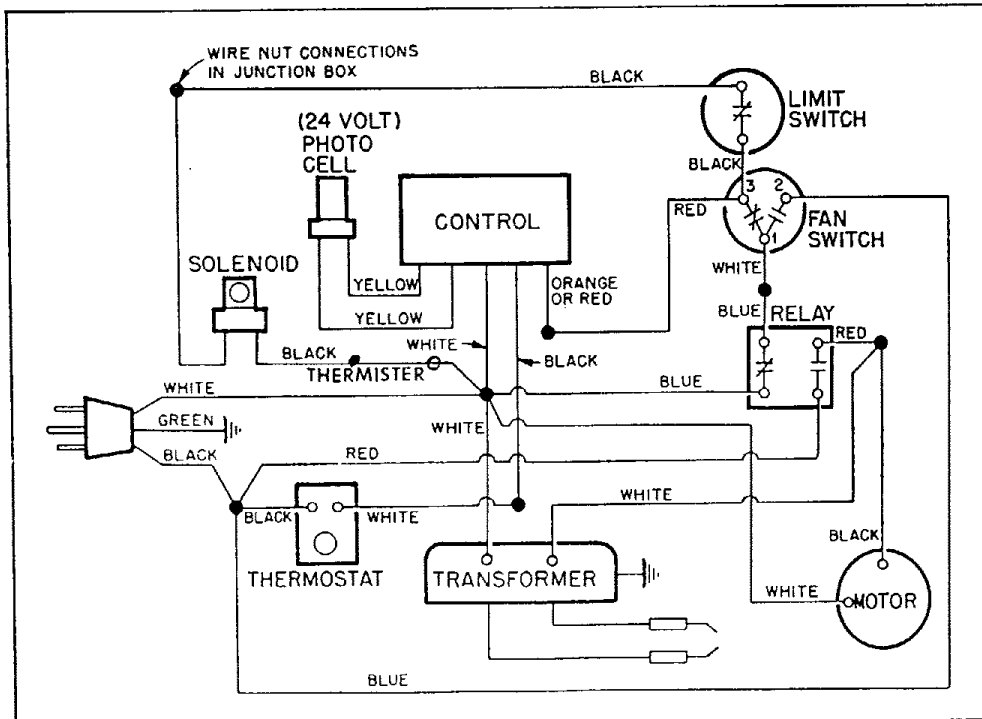 WIRE NUT CONNECTIONS
IN JUNCTION BOX
BLACK
LIMIT
SWITCH
(24 VOLT)
PHOTO
CELL
BLACK
3
2
RED
CONTROL
FAN
SWITCH
1
WHITE
SOLENOID
YELLOW
ORANGE
OR RED
YELLOW
BLUE
RELAY
RED
WHITE
BLACK
BLACK
THERMISTER
WHITE
BLUE
GREEN
WHITE
BLACK
RED
WHITE
BLACK
WHITE
BLACK
THERMOSTAT
TRANSFORMER
WHITE
MOTOR
BLUE